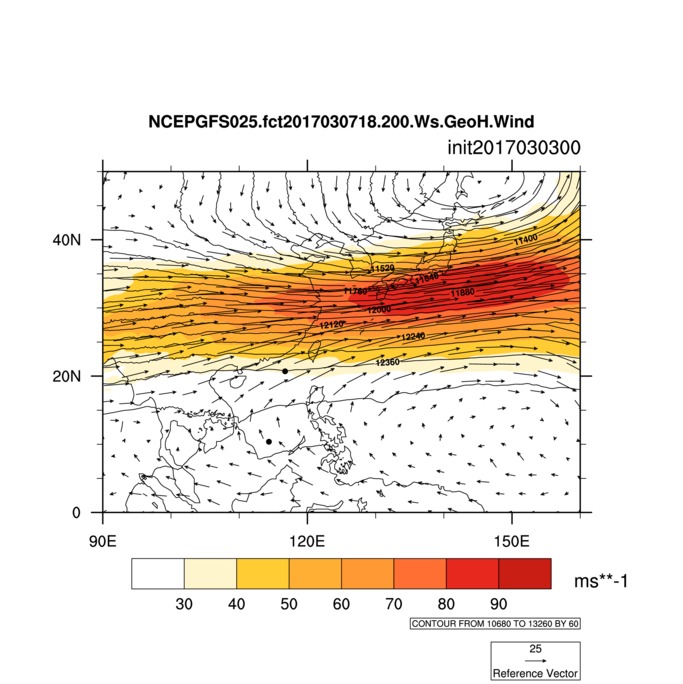 NCEPGFS025.fct2017030718.200.Ws.GeoH.Wind
init2017030300
40N
20N
0
11400
11520
11640
11760
11880
12000
12120
12240
12360
90E
120E
150E
30 40 50 60 70 80 90
ms**-1
CONTOUR FROM 10680 TO 13260 BY 60
25
Reference Vector